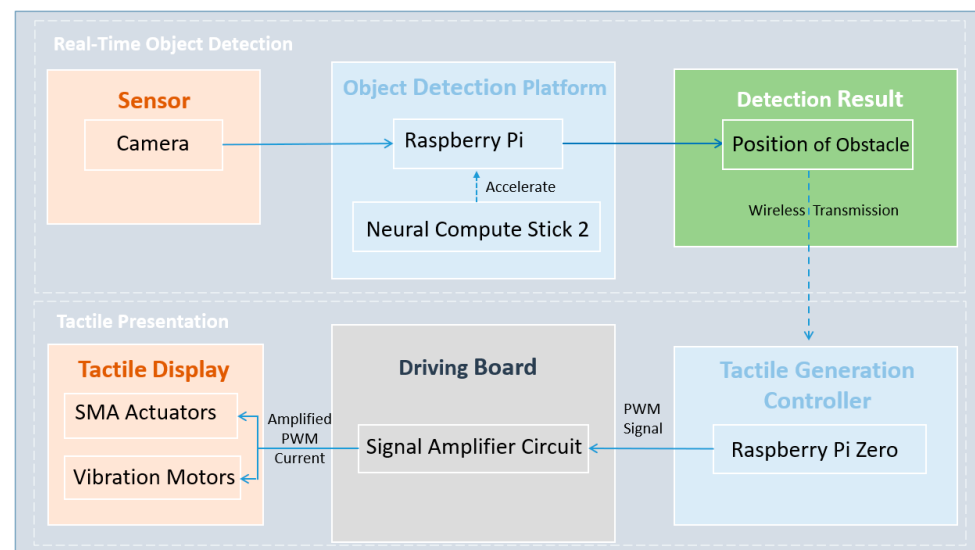 Real-Time Object Detection
Sensor
Camera
Object Detection Platform
Raspberry Pi
Accelerate
Neural Compute Stick 2
Detection Result
Position of Obstacle
Wireless Transmission
Tactile Presentation
Tactile Display
SMA Actuators
Vibration Motors
Amplified
PWM
Current
Driving Board
Signal Amplifier Circuit
PWM
Signal
Tactile Generation
Controller
Raspberry Pi Zero